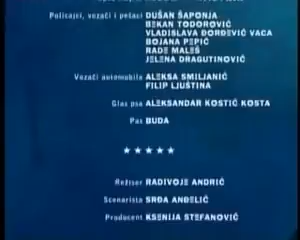 Policajci, vozači i pešaci DUŠAN ŠAPONJA
BEKAN TODOROVIĆ
VLADISLAVA ĐORĐEVIĆ VACA
BOJANA PEPIĆ
RADE MALEŠ
JELENA DRAGUTINOVIĆ
Vozači automobila ALEKSA SMILJANIĆ
FILIP LJUŠTINA
Glas psa ALEKSANDAR KOSTIĆ KOSTA
Pas BUDA
★ ★ ★ ★ ★
Režiser RADIVOJE ANDRIĆ
Scenarista SRĐA ANĐELIĆ
Producent KSENIJA STEFANOVIĆ